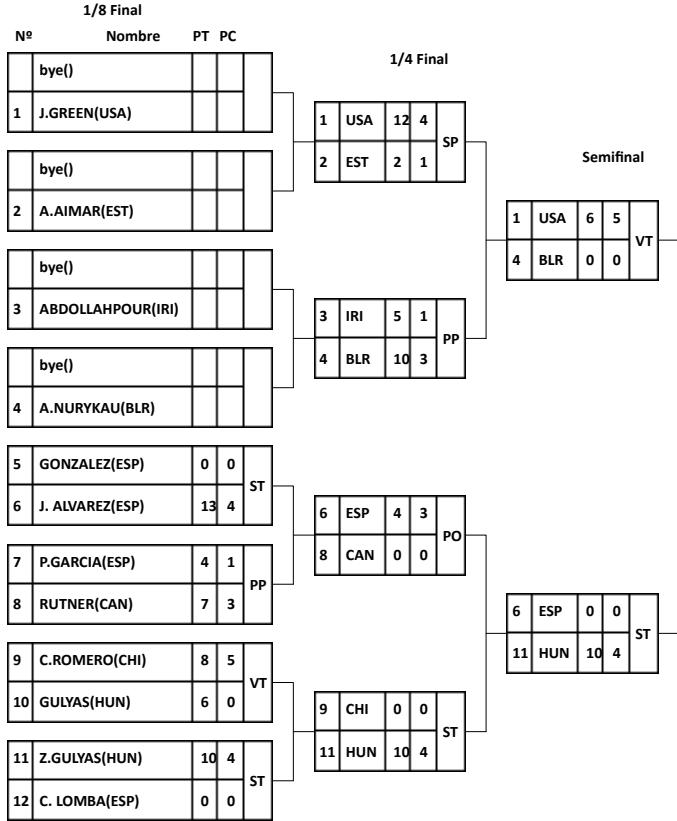 1/8 Final
Nº Nombre PT PC
bye()
1 J.GREEN(USA)
bye()
2 A.AIMAR(EST)
bye()
3 ABDOLLAHPOUR(IRI)
bye()
4 A.NURYKAU(BLR)
5 GONZALEZ(ESP) 0 0
ST
6 J. ALVAREZ(ESP) 13 4
7 P.GARCIA(ESP) 4 1
PP
8 RUTNER(CAN) 7 3
9 C.ROMERO(CHI) 8 5
VT
10 GULYAS(HUN) 6 0
11 Z.GULYAS(HUN) 10 4
ST
12 C. LOMBA(ESP) 0 0
1/4 Final
1 USA 12 4
SP
2 EST 2 1
3 IRI 5 1
PP
4 BLR 10 3
6 ESP 4 3
PO
8 CAN 0 0
9 CHI 0 0
ST
11 HUN 10 4
Semifinal
1 USA 6 5
VT
4 BLR 0 0
6 ESP 0 0
ST
11 HUN 10 4